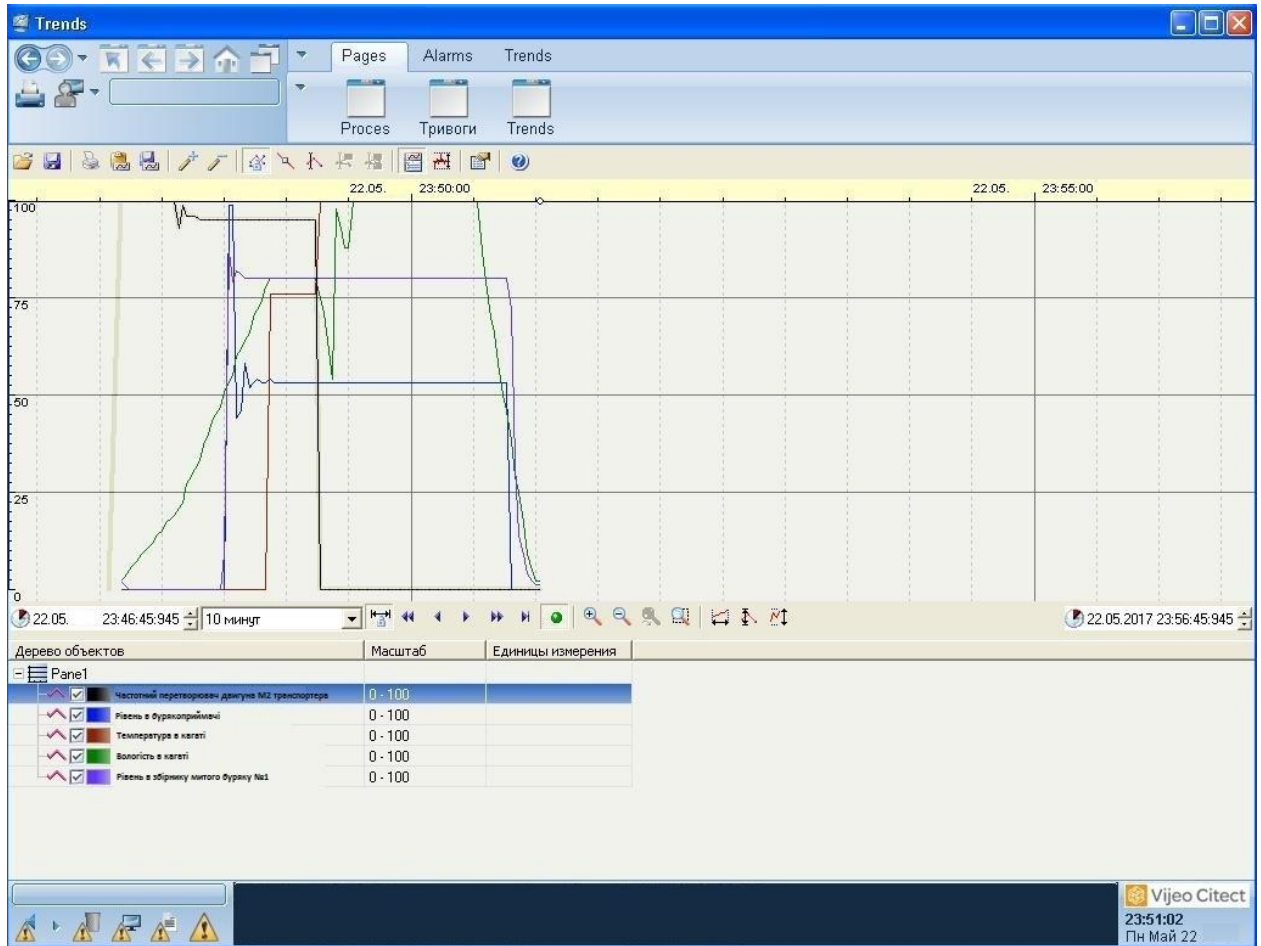 Trends
Pages Alarms Trends
Proces Тривоги Trends
22.05. 23:50:00 22.05. 23:55:00
100
75
50
25
0
22.05. 23:46:45:945 10 минут 22.05.2017 23:56:45:945
Дерево объектов Масштаб Единицы измерения
Pane1
Частотний перетворювач двигуна М2 транспортера 0 - 100
Рівень в бурякоприймачі 0 - 100
Температура в кагаті 0 - 100
Вологість в кагаті 0 - 100
Рівень в збірнику митого буряку №1 0 - 100
Vijeo Citect
23:51:02
Пн Май 22